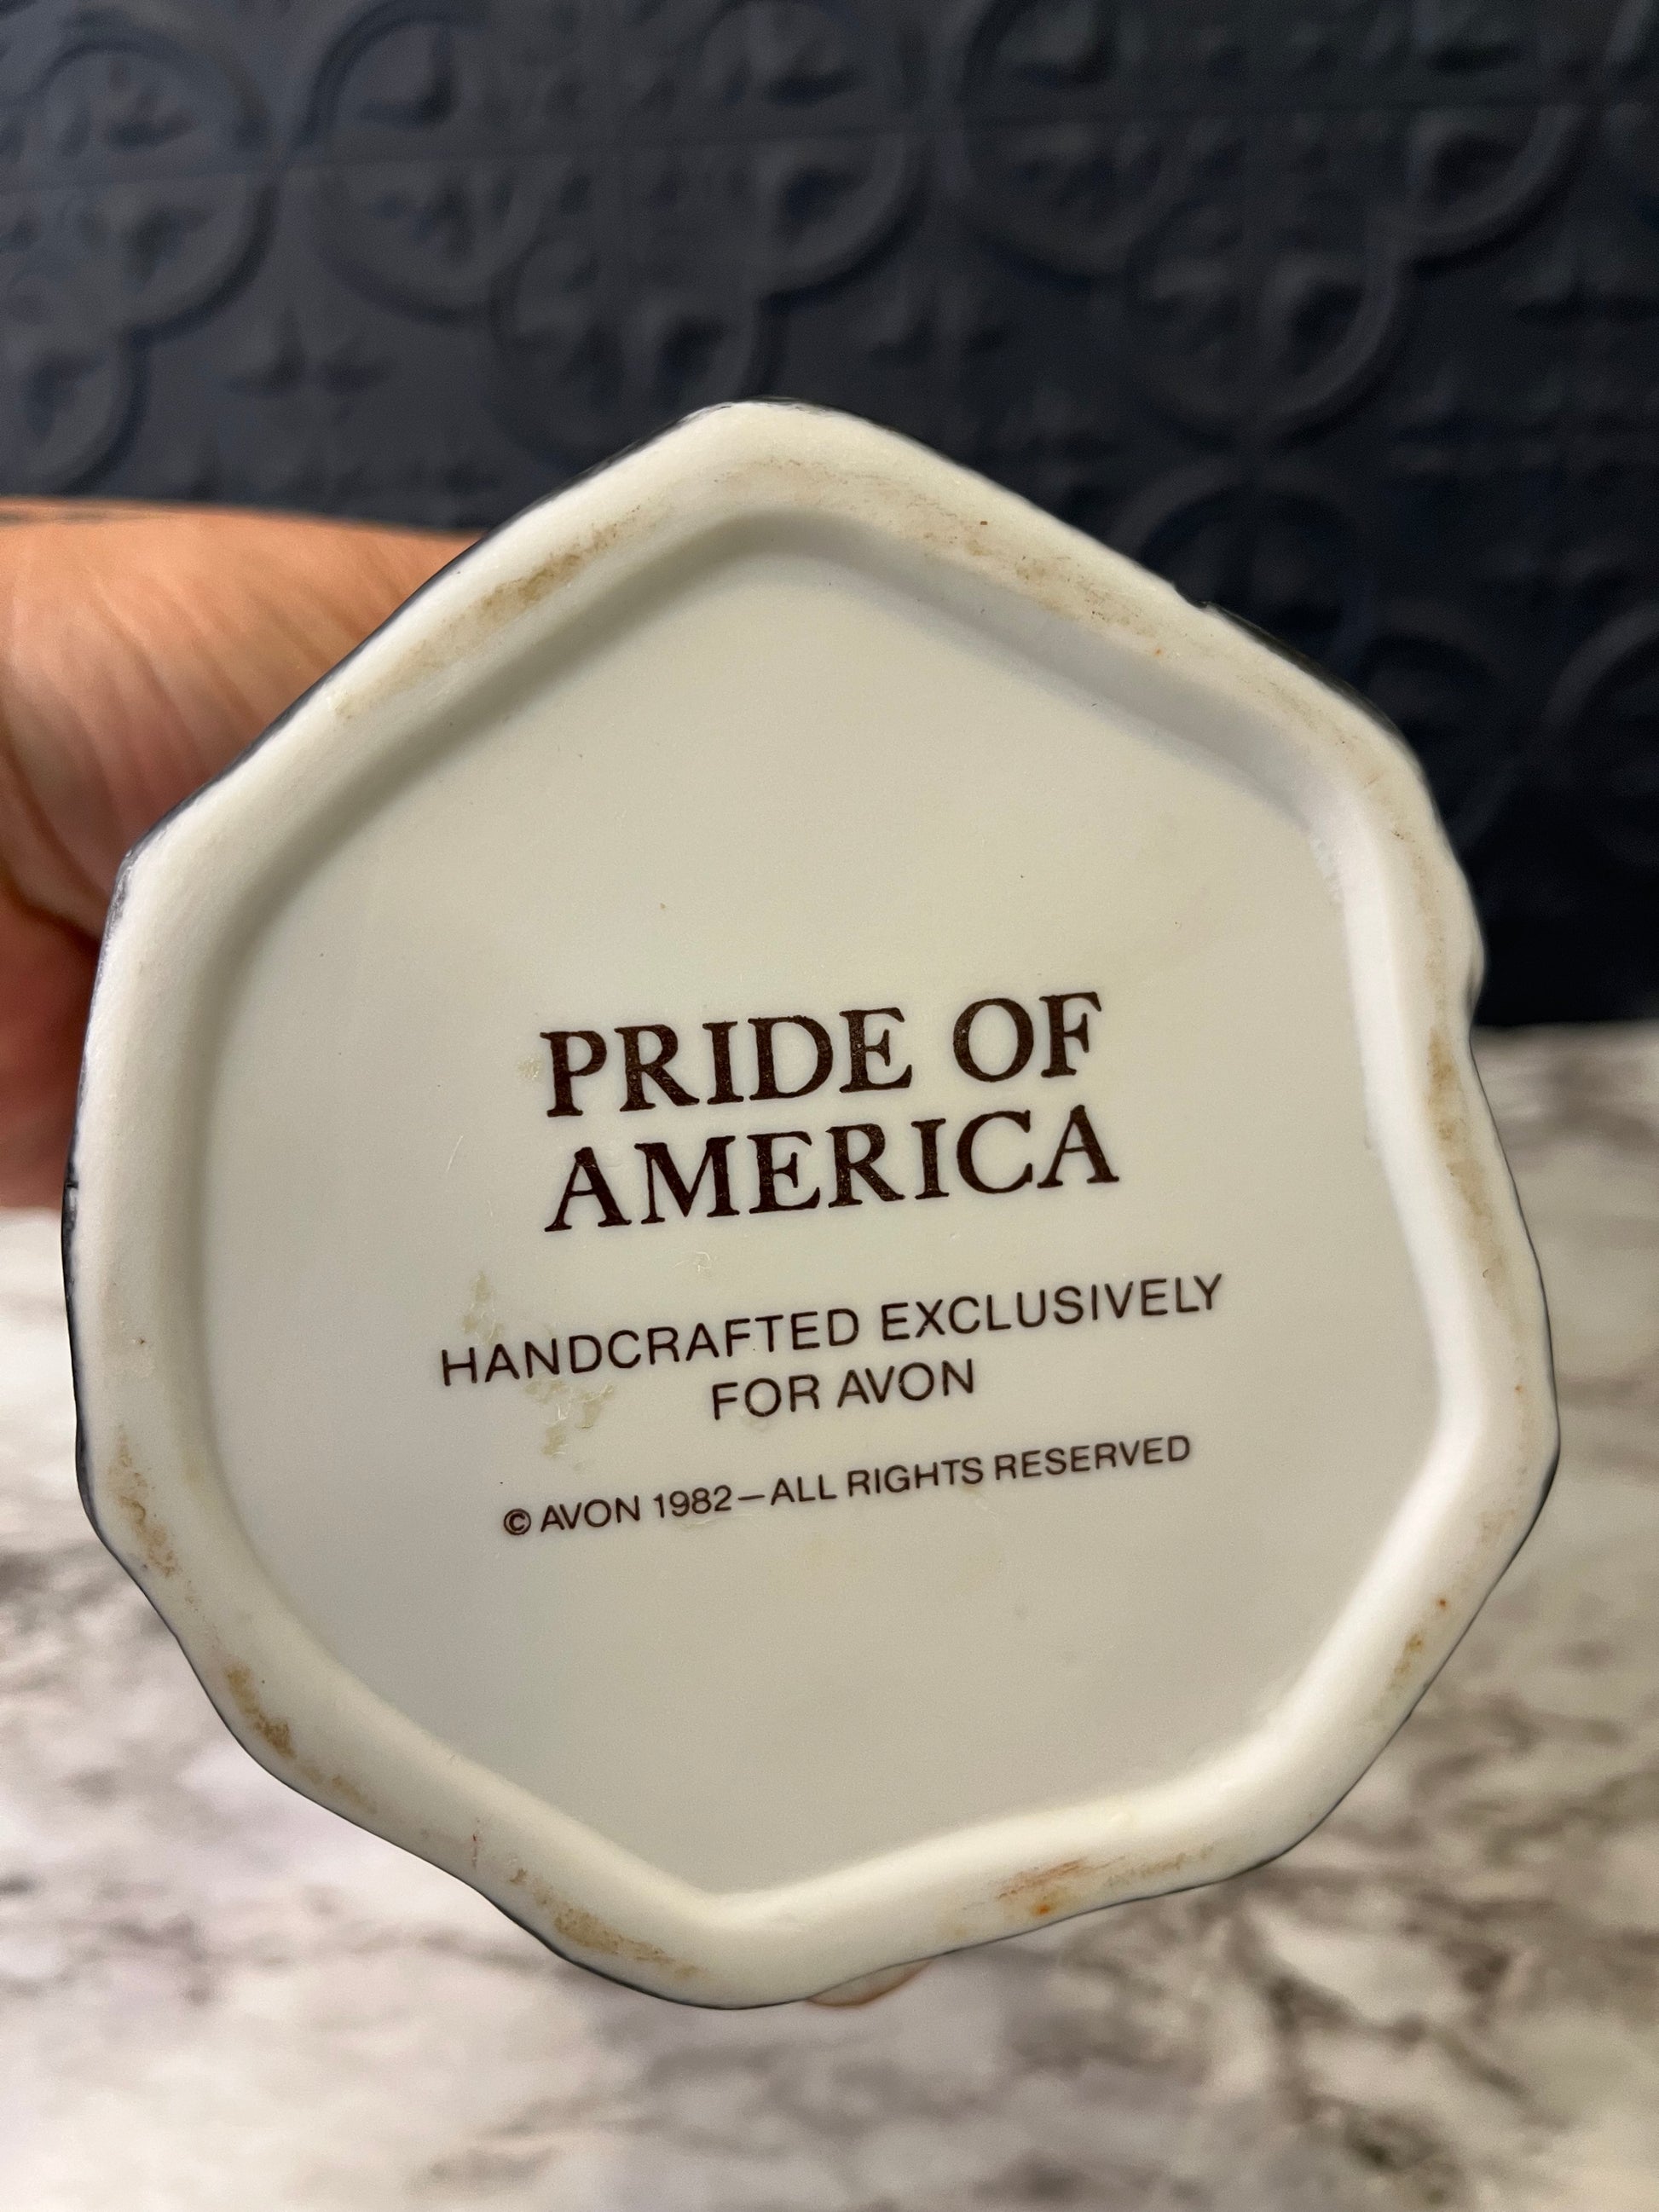 PRIDE OF
AMERICA
HANDCRAFTED EXCLUSIVELY
FOR AVON
© AVON 1982—ALL RIGHTS RESERVED